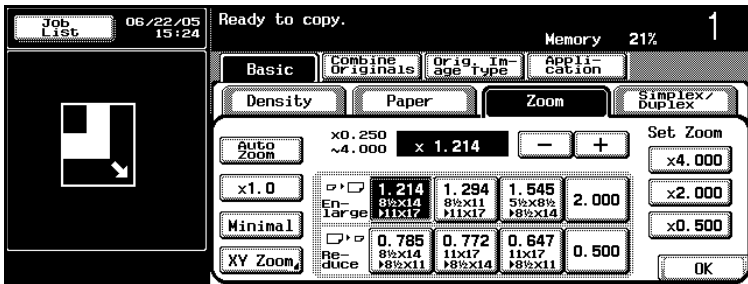 Job List
06/22/05
15:24
Ready to copy.
Memory 21% 1
Basic
Combine Originals
Orig. Im-age Type
Appli-cation
Density
Paper
Zoom
Simplex/Duplex
Auto Zoom
x1.0
Minimal
XY Zoom
x0.250
~4.000
x 1.214
−
+
En-large
1.214
8½x14
▸11x17
1.294
8½x11
▸11x17
1.545
5½x8½
▸8½x14
2.000
Re-duce
0.785
8½x14
▸8½x11
0.772
11x17
▸8½x14
0.647
11x17
▸8½x11
0.500
Set Zoom
x4.000
x2.000
x0.500
OK